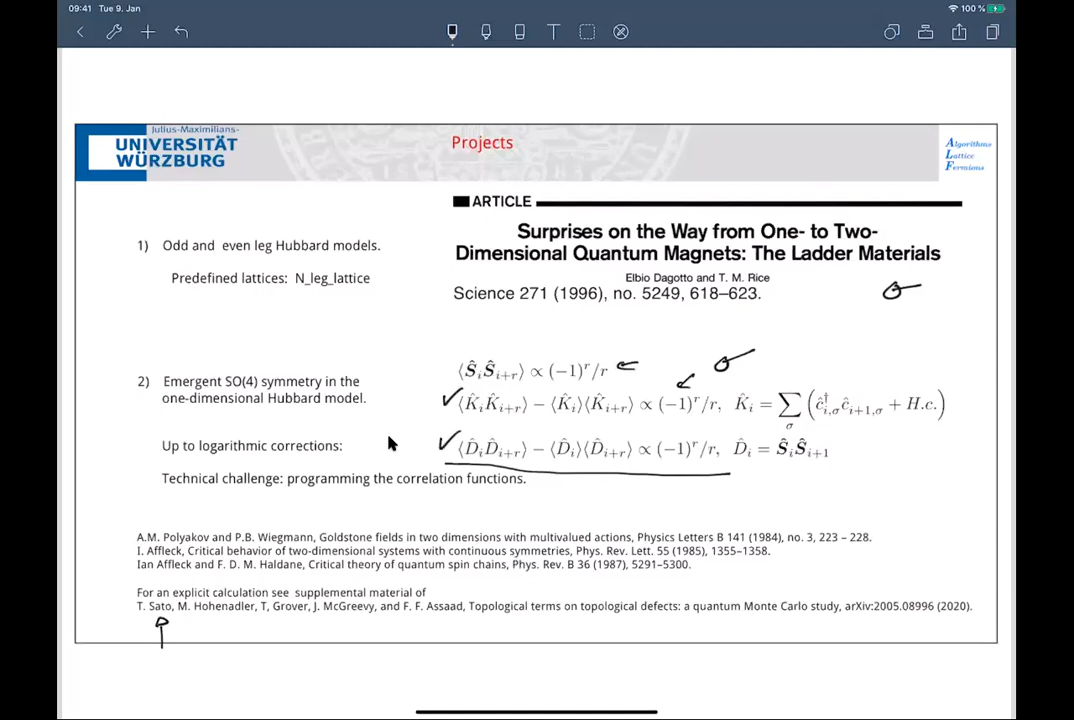 09:41 Tue 9. Jan 100 %
Julius-Maximilians-
UNIVERSITÄT
WÜRZBURG
Projects
Algorithms
Lattice
Fermions
ARTICLE
Surprises on the Way from One- to Two-
Dimensional Quantum Magnets: The Ladder Materials
Elbio Dagotto and T. M. Rice
Science 271 (1996), no. 5249, 618–623.
1) Odd and even leg Hubbard models.
Predefined lattices: N_leg_lattice
2) Emergent SO(4) symmetry in the
one-dimensional Hubbard model.
Up to logarithmic corrections:
⟨Ŝ_i Ŝ_{i+r}⟩ ∝ (−1)^r/r
⟨K̂_i K̂_{i+r}⟩ − ⟨K̂_i⟩⟨K̂_{i+r}⟩ ∝ (−1)^r/r, K̂_i = ∑_σ (ĉ†_{i,σ} ĉ_{i+1,σ} + H.c.)
⟨D̂_i D̂_{i+r}⟩ − ⟨D̂_i⟩⟨D̂_{i+r}⟩ ∝ (−1)^r/r, D̂_i = Ŝ_i Ŝ_{i+1}
Technical challenge: programming the correlation functions.
A.M. Polyakov and P.B. Wiegmann, Goldstone fields in two dimensions with multivalued actions, Physics Letters B 141 (1984), no. 3, 223 – 228.
I. Affleck, Critical behavior of two-dimensional systems with continuous symmetries, Phys. Rev. Lett. 55 (1985), 1355–1358.
Ian Affleck and F. D. M. Haldane, Critical theory of quantum spin chains, Phys. Rev. B 36 (1987), 5291–5300.
For an explicit calculation see supplemental material of
T. Sato, M. Hohenadler, T, Grover, J. McGreevy, and F. F. Assaad, Topological terms on topological defects: a quantum Monte Carlo study, arXiv:2005.08996 (2020).